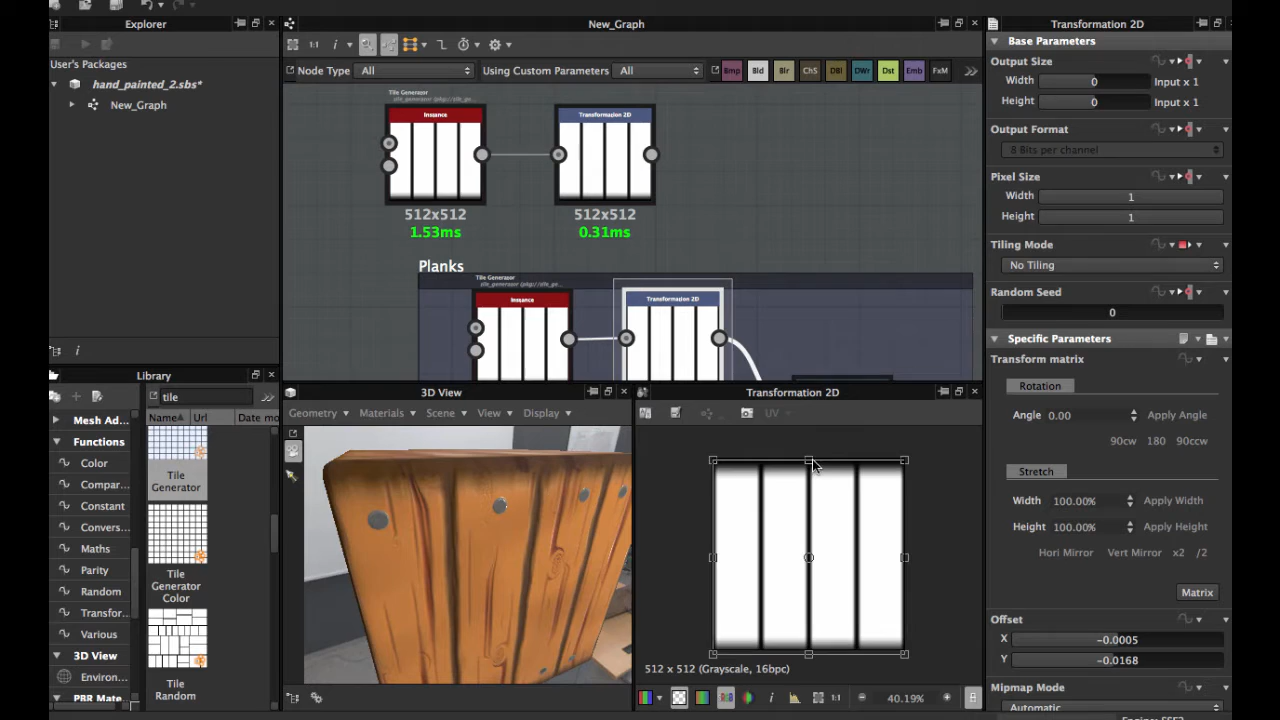 Explorer
New_Graph
Transformation 2D
User's Packages
hand_painted_2.sbs*
New_Graph
1:1
Node Type
All
Using Custom Parameters
All
Bmp
Bld
Blr
ChS
DBl
DWr
Dst
Emb
FxM
Tile Generator
Instance
Transformation 2D
512x512
512x512
1.53ms
0.31ms
Planks
Tile Generator
Instance
Transformation 2D
Base Parameters
Output Size
Width
0
Input x 1
Height
0
Input x 1
Output Format
8 Bits per channel
Pixel Size
Width
1
Height
1
Tiling Mode
No Tiling
Random Seed
0
Specific Parameters
Transform matrix
Rotation
Angle 0.00
Apply Angle
90cw 180 90ccw
Stretch
Width 100.00%
Apply Width
Height 100.00%
Apply Height
Hori Mirror Vert Mirror x2 /2
Matrix
Offset
X
-0.0005
Y
-0.0168
Mipmap Mode
Automatic
Library
tile
Name
Url
Date mo
Mesh Ad...
Functions
Color
Compar...
Constant
Convers...
Maths
Parity
Random
Transfor...
Various
3D View
Environ...
PBR Mate
Tile
Generator
Tile
Generator
Color
Tile
Random
3D View
Geometry
Materials
Scene
View
Display
Transformation 2D
UV
512 x 512 (Grayscale, 16bpc)
1:1
40.19%